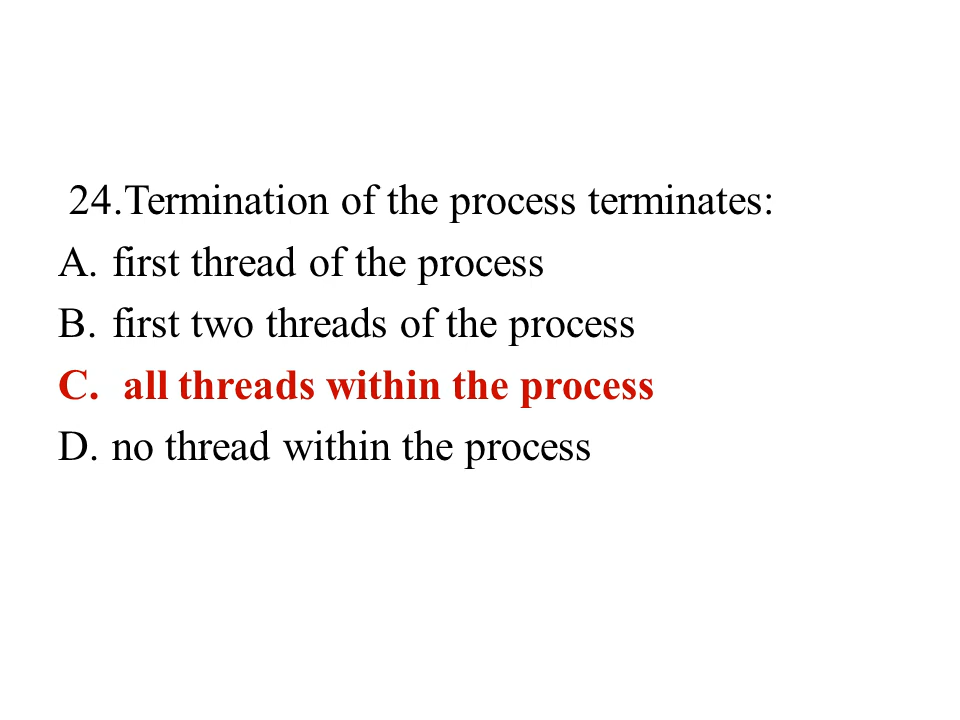 24.Termination of the process terminates:
A. first thread of the process
B. first two threads of the process
C. all threads within the process
D. no thread within the process